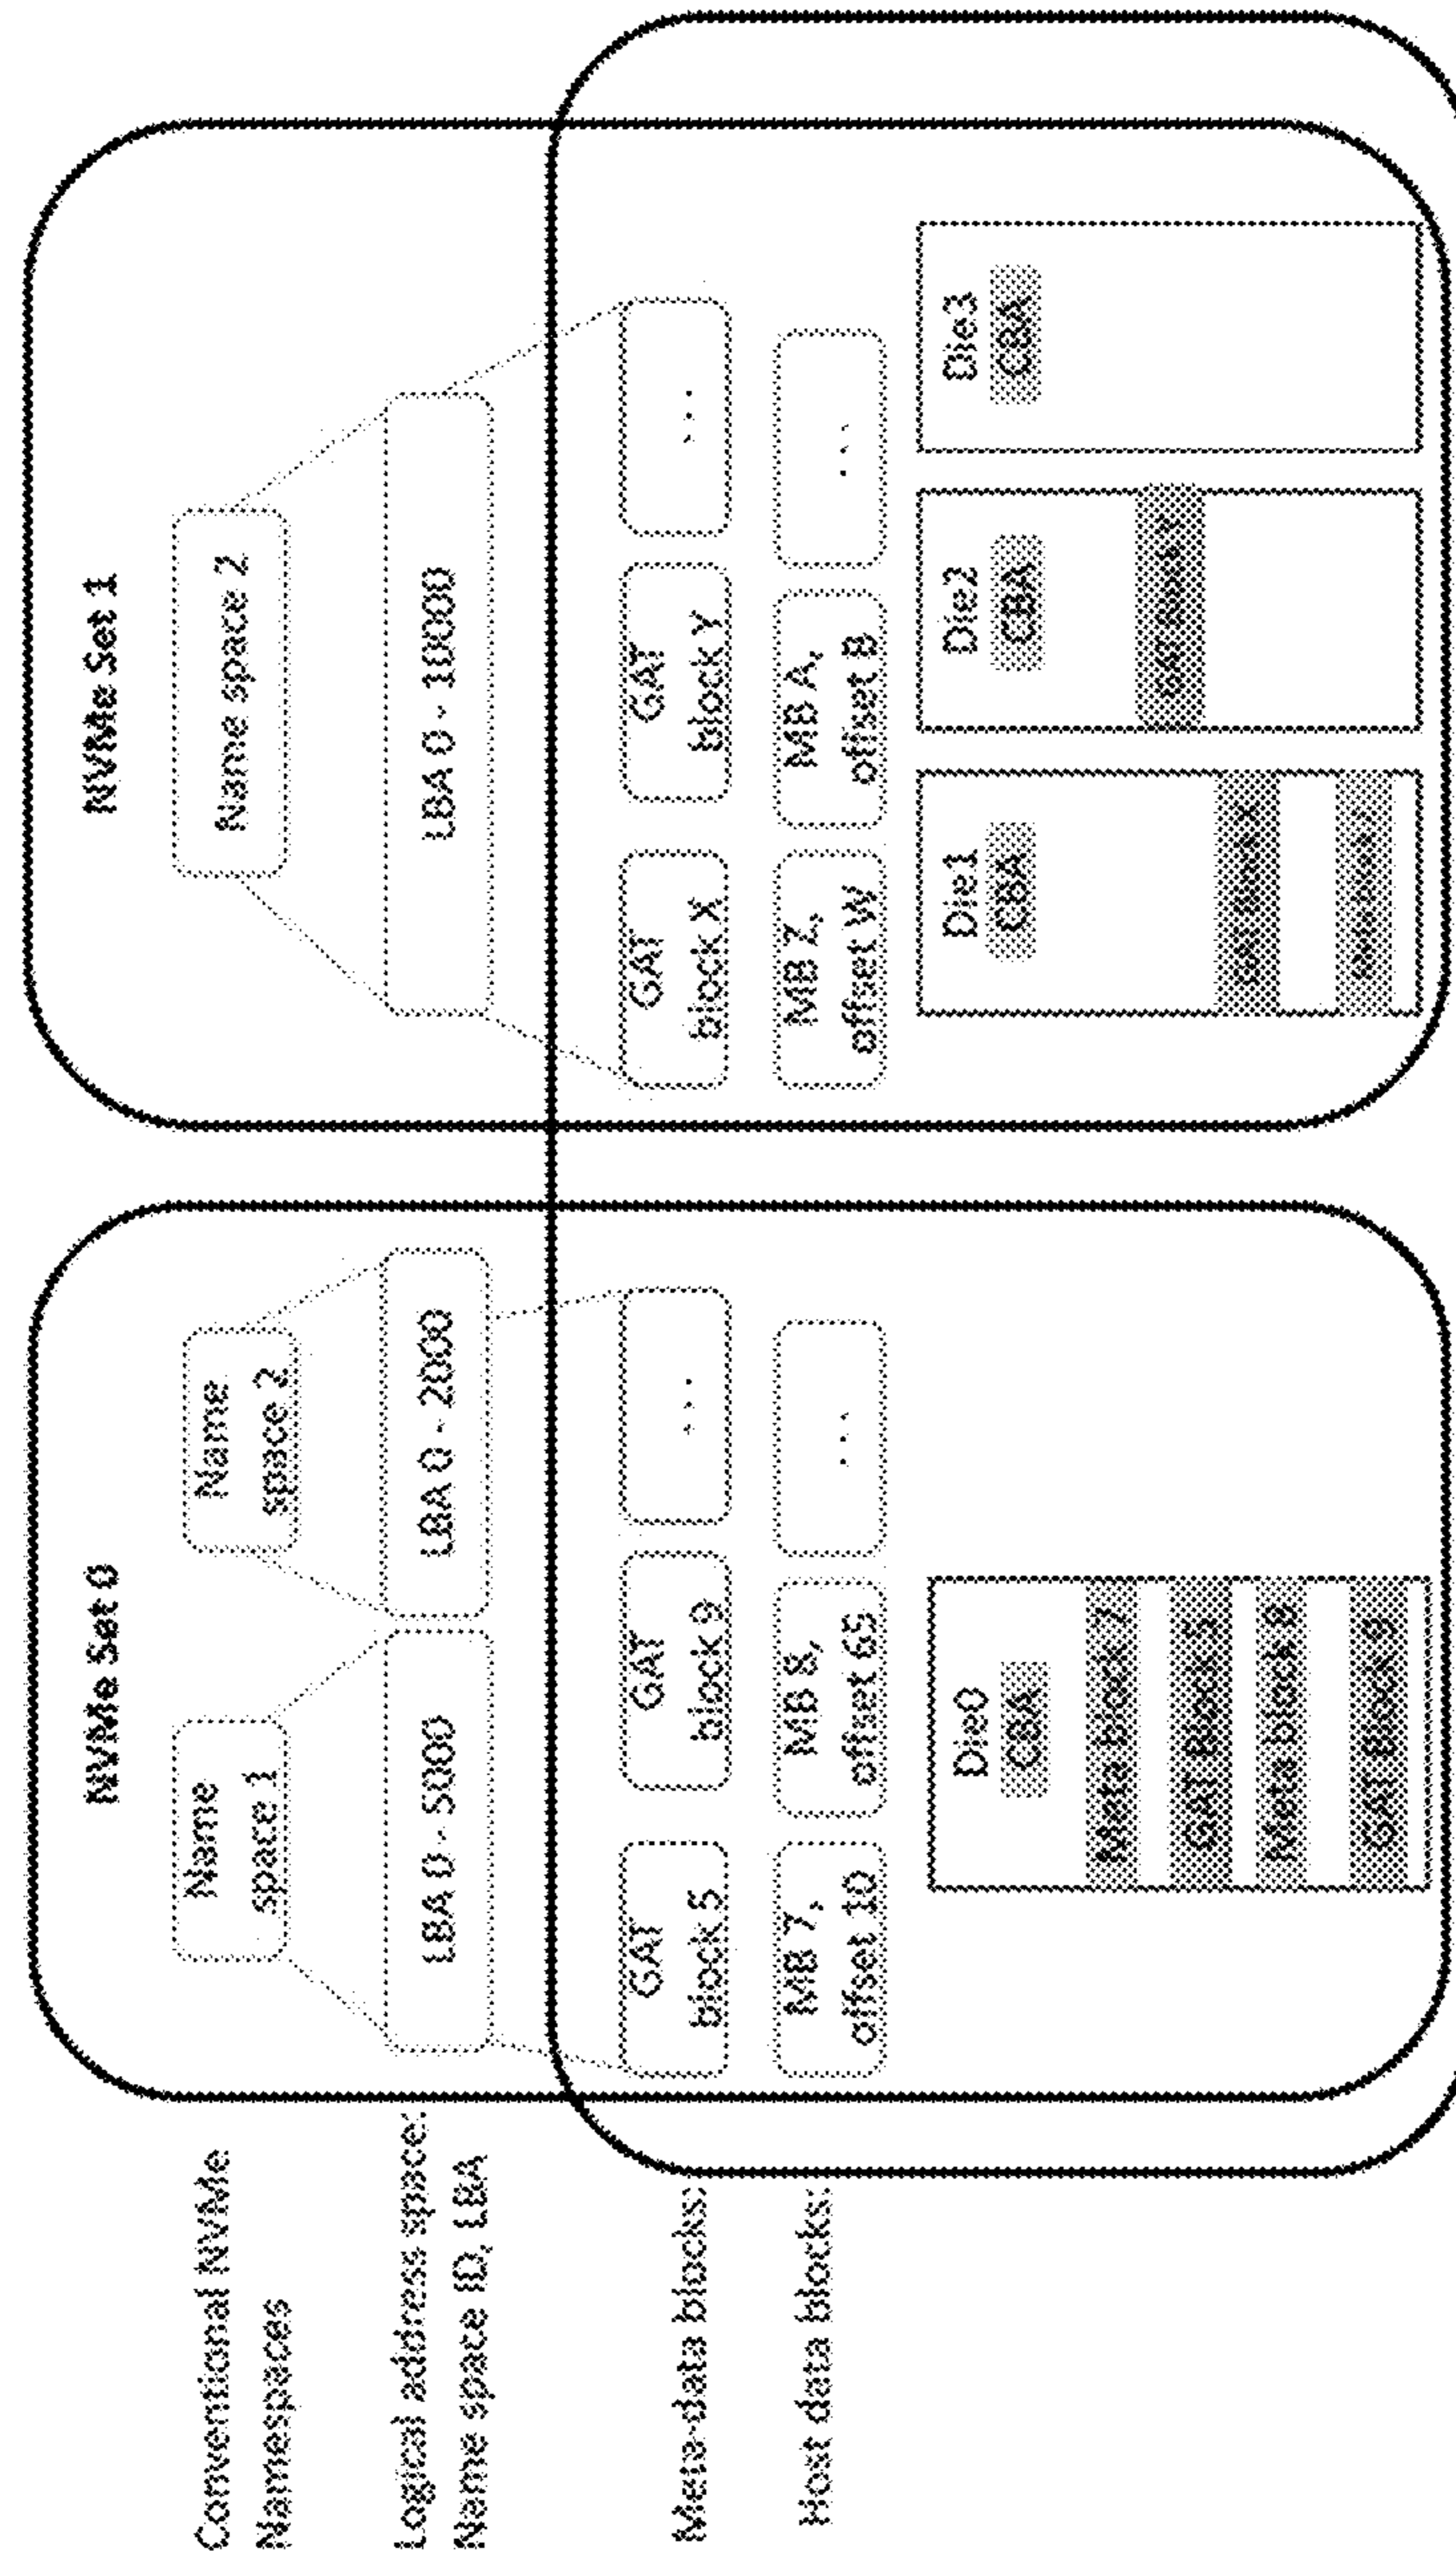 Conventional NVMe
Namespaces
Logical address space:
Name space ID, LBA
Meta-data blocks:
Host data blocks:
NVMe Set 0
Name
space 1
Name
space 2
LBA 0 - 5000
LBA 0 - 2000
GAT
block 5
GAT
block 9
...
MB 7,
offset 10
MB 8,
offset 65
...
Die0
CBA
Meta block 7
GAT Block 5
Meta block 8
GAT Block 9
NVMe Set 1
Name space 2
LBA 0 - 10000
GAT
block X
GAT
block Y
...
MB Z,
offset W
MB A,
offset B
...
Die1
CBA
Die2
CBA
Die3
CBA